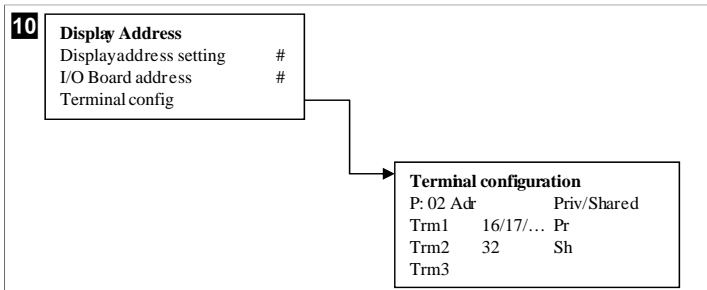 10
Display Address
Displayaddress setting #
I/O Board address #
Terminal config
Terminal configuration
P: 02 Adr Priv/Shared
Trm1 16/17/… Pr
Trm2 32 Sh
Trm3